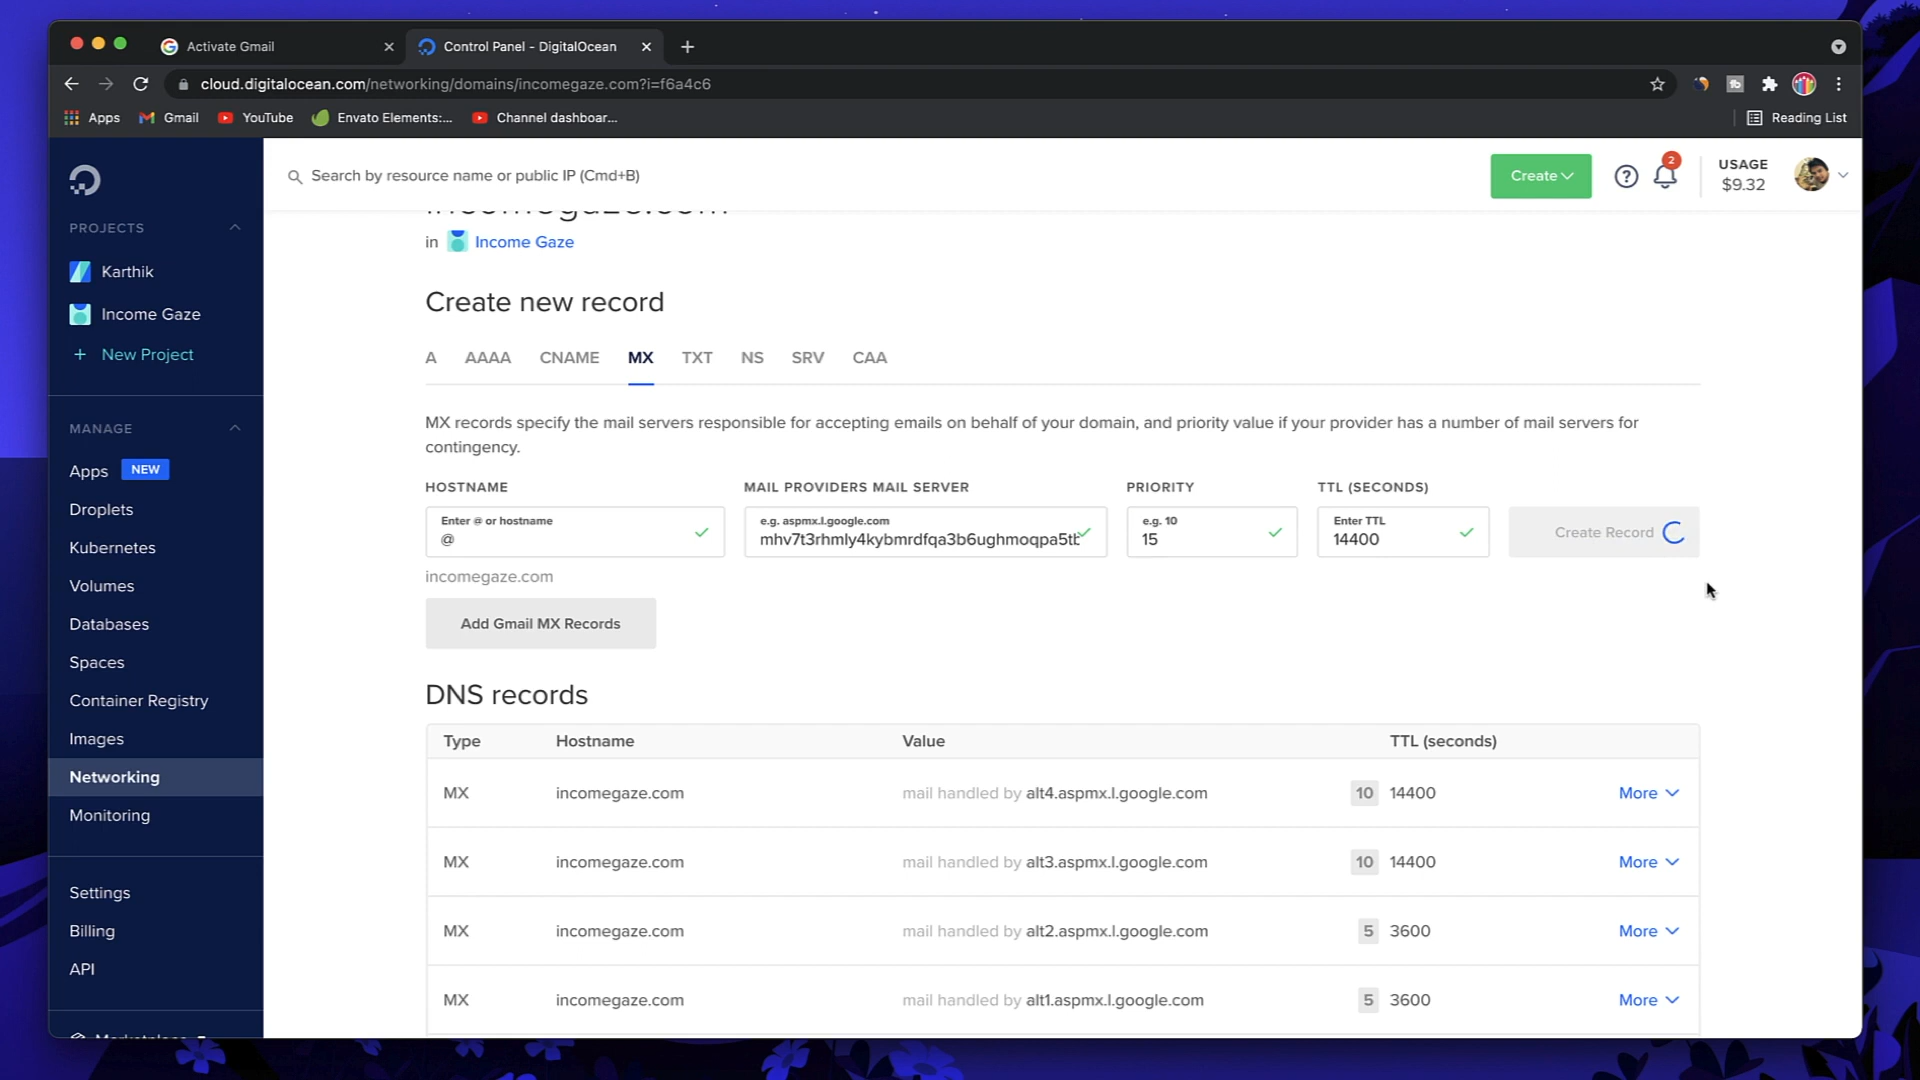 Activate Gmail
Control Panel - DigitalOcean
cloud.digitalocean.com/networking/domains/incomegaze.com?i=f6a4c6
Apps
Gmail
YouTube
Envato Elements:...
Channel dashboar...
Reading List
Search by resource name or public IP (Cmd+B)
Create
2
USAGE
$9.32
PROJECTS
Karthik
Income Gaze
+ New Project
MANAGE
Apps NEW
Droplets
Kubernetes
Volumes
Databases
Spaces
Container Registry
Images
Networking
Monitoring
Settings
Billing
API
Marketplace
incomegaze.com
in Income Gaze
Create new record
A AAAA CNAME MX TXT NS SRV CAA
MX records specify the mail servers responsible for accepting emails on behalf of your domain, and priority value if your provider has a number of mail servers for
contingency.
HOSTNAME MAIL PROVIDERS MAIL SERVER PRIORITY TTL (SECONDS)
Enter @ or hostname e.g. aspmx.l.google.com e.g. 10 Enter TTL
@ mhv7t3rhmly4kybmrdfqa3b6ughmoqpa5tb 15 14400 Create Record
incomegaze.com
Add Gmail MX Records
DNS records
Type Hostname Value TTL (seconds)
MX incomegaze.com mail handled by alt4.aspmx.l.google.com 10 14400 More
MX incomegaze.com mail handled by alt3.aspmx.l.google.com 10 14400 More
MX incomegaze.com mail handled by alt2.aspmx.l.google.com 5 3600 More
MX incomegaze.com mail handled by alt1.aspmx.l.google.com 5 3600 More